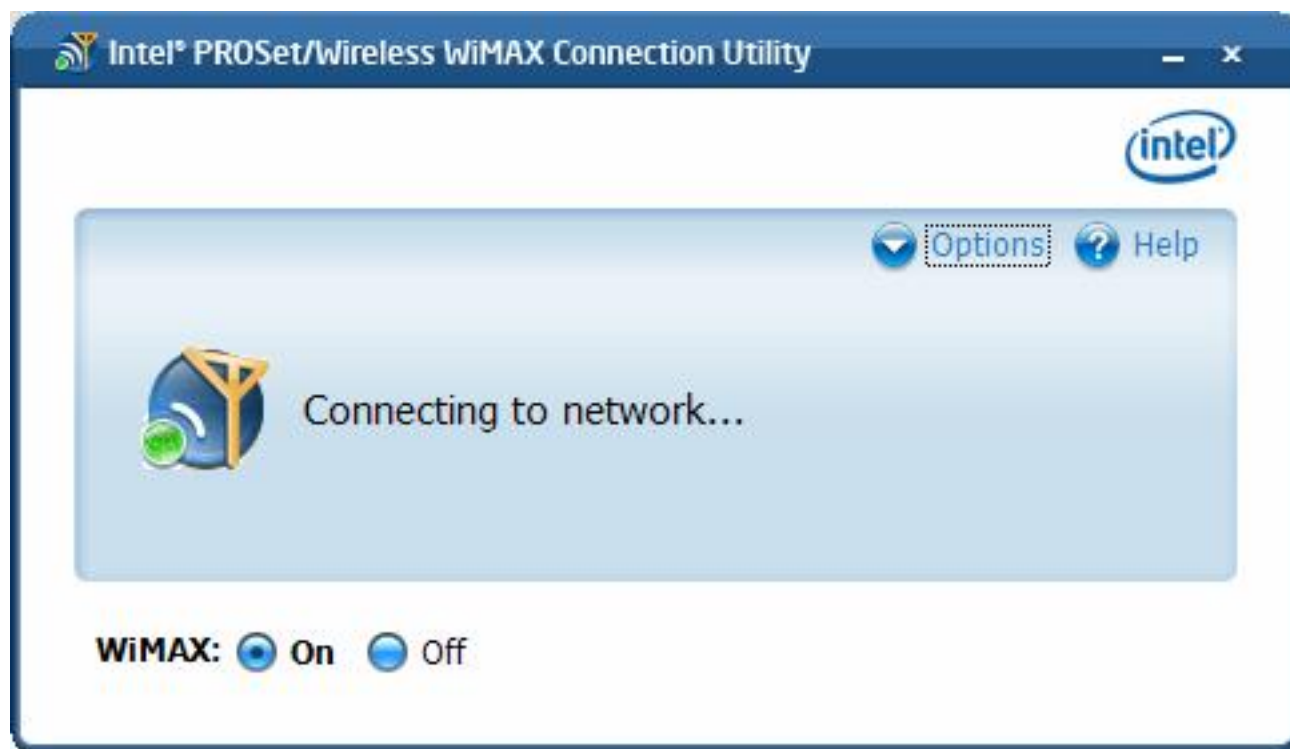 Intel® PROSet/Wireless WiMAX Connection Utility
intel
Options Help
Connecting to network...
WiMAX: On Off